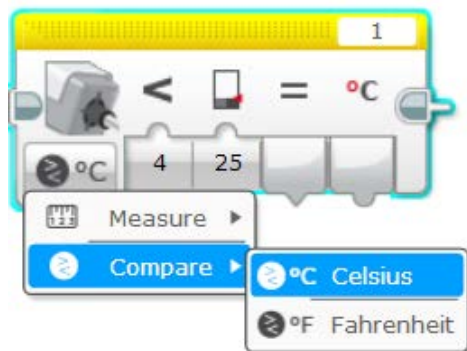 1
< = °C
°C 4 25
Measure
Compare
°C Celsius
°F Fahrenheit